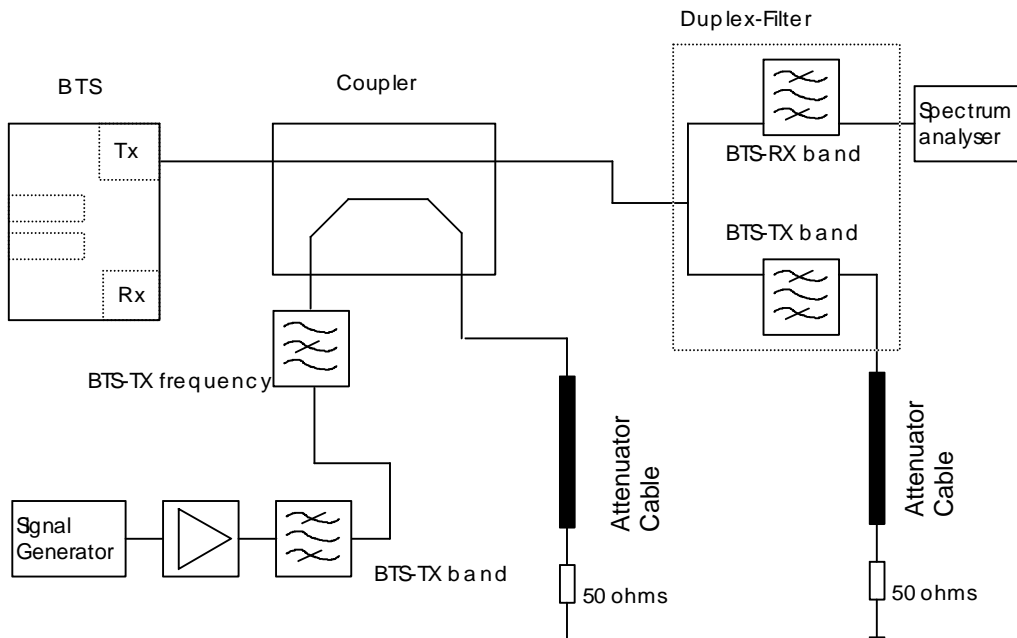 Duplex-Filter
BTS
Coupler
Tx
Spectrum
analyser
BTS-RX band
BTS-TX band
Rx
BTS-TX frequency
Attenuator
Cable
Attenuator
Cable
Signal
Generator
BTS-TX band
50 ohms
50 ohms